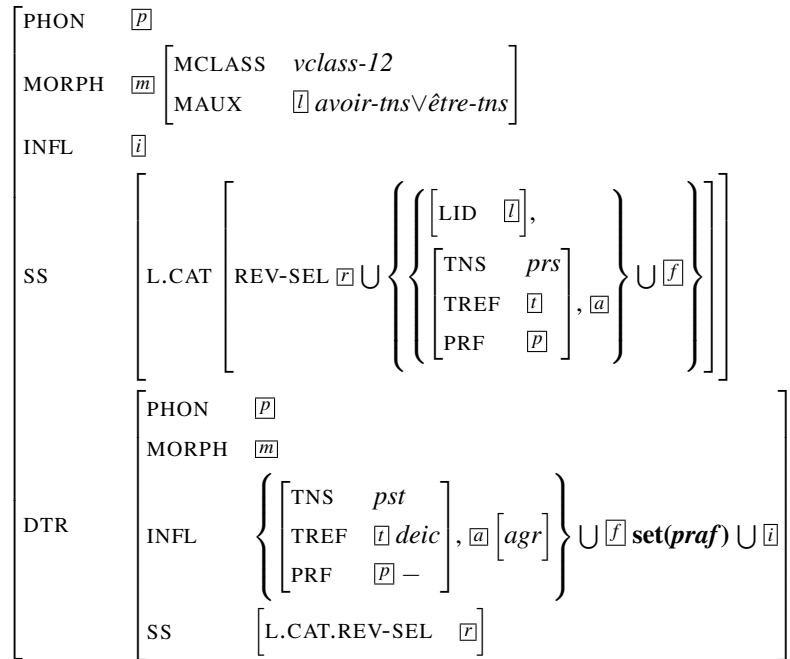 PHON p
MORPH m
MCLASS vclass-12
MAUX l avoir-tns∨être-tns
INFL i
SS L.CAT REV-SEL r ∪ { { [LID l],
[TNS prs
TREF t
PRF p], a } ∪ f }
DTR
PHON p
MORPH m
INFL { [TNS pst
TREF t deic
PRF p −], a [agr] } ∪ f set(praf) ∪ i
SS [L.CAT.REV-SEL r]